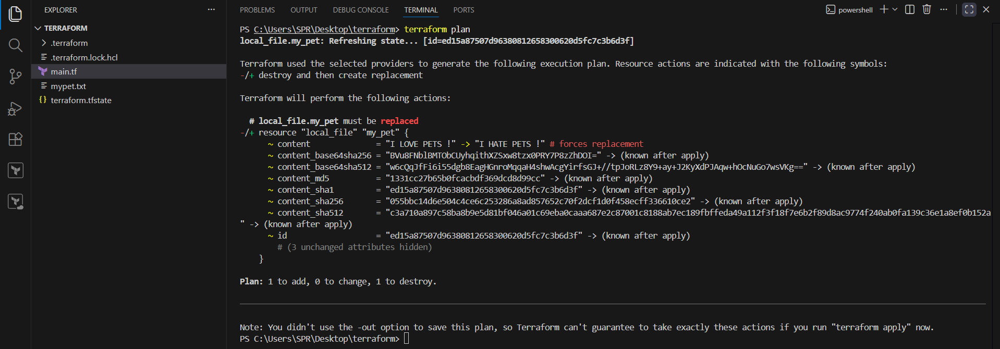 EXPLORER
TERRAFORM
.terraform
.terraform.lock.hcl
main.tf
mypet.txt
terraform.tfstate
PROBLEMS OUTPUT DEBUG CONSOLE TERMINAL PORTS
powershell
PS C:\Users\SPR\Desktop\terraform> terraform plan
local_file.my_pet: Refreshing state... [id=ed15a87507d96380812658300620d5fc7c3b6d3f]
Terraform used the selected providers to generate the following execution plan. Resource actions are indicated with the following symbols:
-/+ destroy and then create replacement
Terraform will perform the following actions:
# local_file.my_pet must be replaced
-/+ resource "local_file" "my_pet" {
~ content = "I LOVE PETS !" -> "I HATE PETS !" # forces replacement
~ content_base64sha256 = "BVu8FNblBMTObCUyhqithXZSxw8tzx0PRY7P8zZhDOI=" -> (known after apply)
~ content_base64sha512 = "w6cQqJfFi6i55dgb8EagHGnroMqqaH4shwAcgYirfsGJ+//tpJoRLz8Y9+ay+J2KyXdPJAqw+hOcNuGo7wsVKg==" -> (known after apply)
~ content_md5 = "1331cc27b65b0fcacbdf369dcd8d99cc" -> (known after apply)
~ content_sha1 = "ed15a87507d96380812658300620d5fc7c3b6d3f" -> (known after apply)
~ content_sha256 = "055bbc14d6e504c4ce6c253286a8ad857652c70f2dcf1d0f458ecff336610ce2" -> (known after apply)
~ content_sha512 = "c3a710a897c58ba8b9e5d81bf046a01c69eba0caaa687e2c87001c8188ab7ec189fbffeda49a112f3f18f7e6b2f89d8ac9774f240ab0fa139c36e1a8ef0b152a
" -> (known after apply)
~ id = "ed15a87507d96380812658300620d5fc7c3b6d3f" -> (known after apply)
# (3 unchanged attributes hidden)
}
Plan: 1 to add, 0 to change, 1 to destroy.
Note: You didn't use the -out option to save this plan, so Terraform can't guarantee to take exactly these actions if you run "terraform apply" now.
PS C:\Users\SPR\Desktop\terraform>